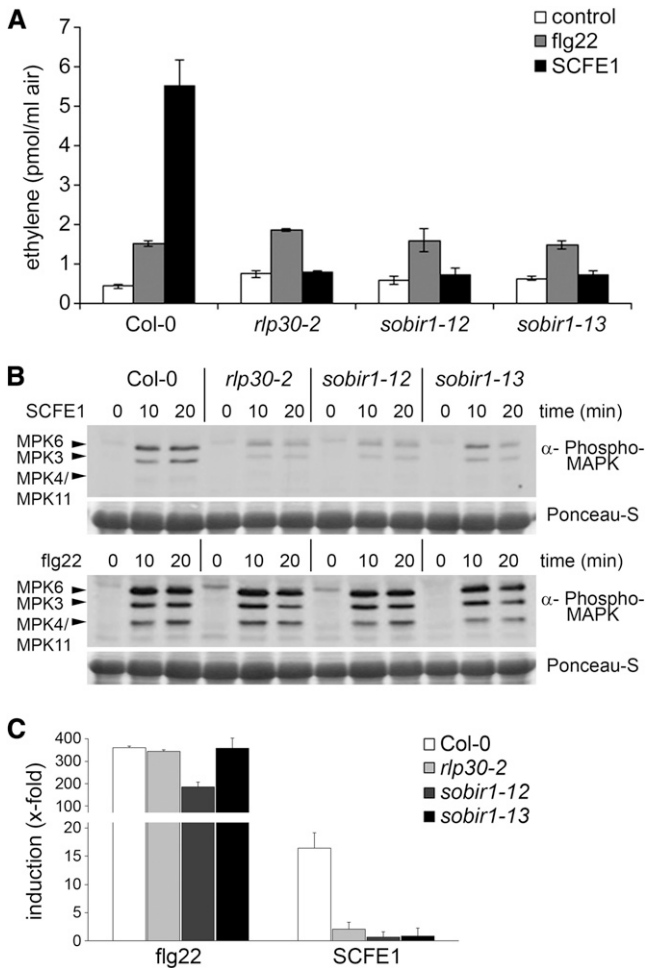 A
control
flg22
SCFE1
ethylene (pmol/ml air)
7
6
5
4
3
2
1
0
Col-0 rlp30-2 sobir1-12 sobir1-13
B
Col-0 rlp30-2 sobir1-12 sobir1-13
SCFE1 0 10 20 0 10 20 0 10 20 0 10 20 time (min)
MPK6
MPK3
MPK4/
MPK11
α- Phospho-
MAPK
Ponceau-S
flg22 0 10 20 0 10 20 0 10 20 0 10 20 time (min)
MPK6
MPK3
MPK4/
MPK11
α- Phospho-
MAPK
Ponceau-S
C
induction (x-fold)
400
300
200
100
20
15
10
5
0
Col-0
rlp30-2
sobir1-12
sobir1-13
flg22 SCFE1